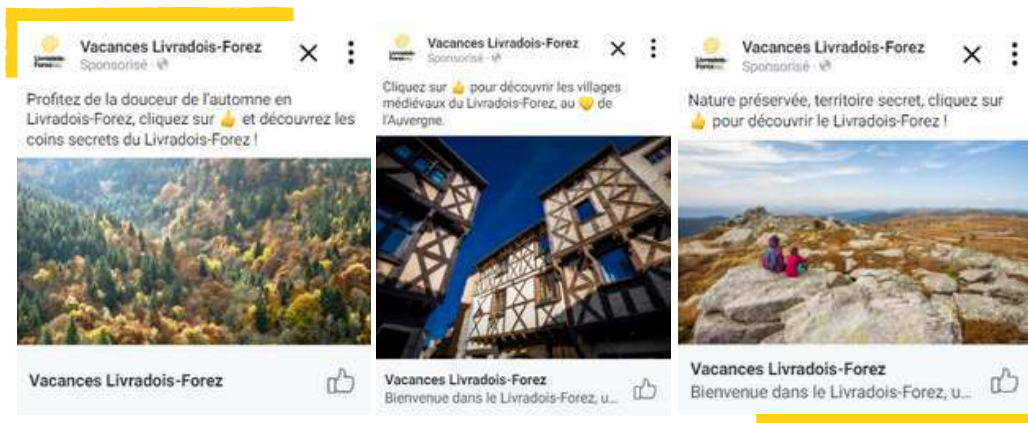 Vacances Livradois-Forez
Sponsorisé
Profitez de la douceur de l'automne en
Livradois-Forez, cliquez sur 👍 et découvrez les
coins secrets du Livradois-Forez !
Vacances Livradois-Forez
Vacances Livradois-Forez
Sponsorisé
Cliquez sur 👍 pour découvrir les villages
médiévaux du Livradois-Forez, au 💛 de
l'Auvergne.
Vacances Livradois-Forez
Bienvenue dans le Livradois-Forez, u...
Vacances Livradois-Forez
Sponsorisé
Nature préservée, territoire secret, cliquez sur
👍 pour découvrir le Livradois-Forez !
Vacances Livradois-Forez
Bienvenue dans le Livradois-Forez, u...